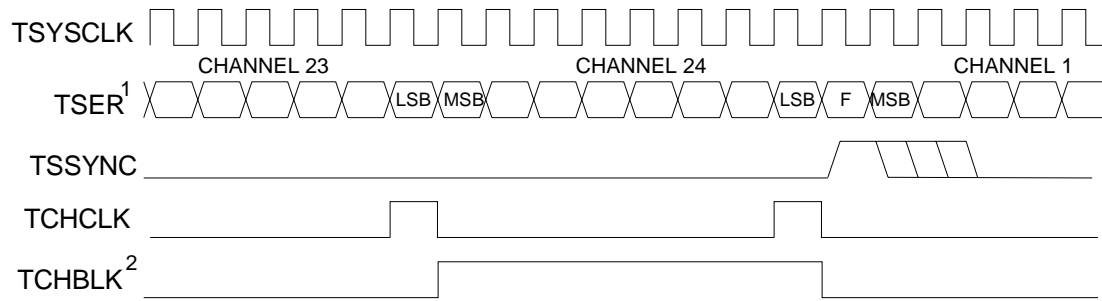 TSYSCLK
CHANNEL 23 CHANNEL 24 CHANNEL 1
TSER1 LSB MSB LSB F MSB
TSSYNC
TCHCLK
TCHBLK2